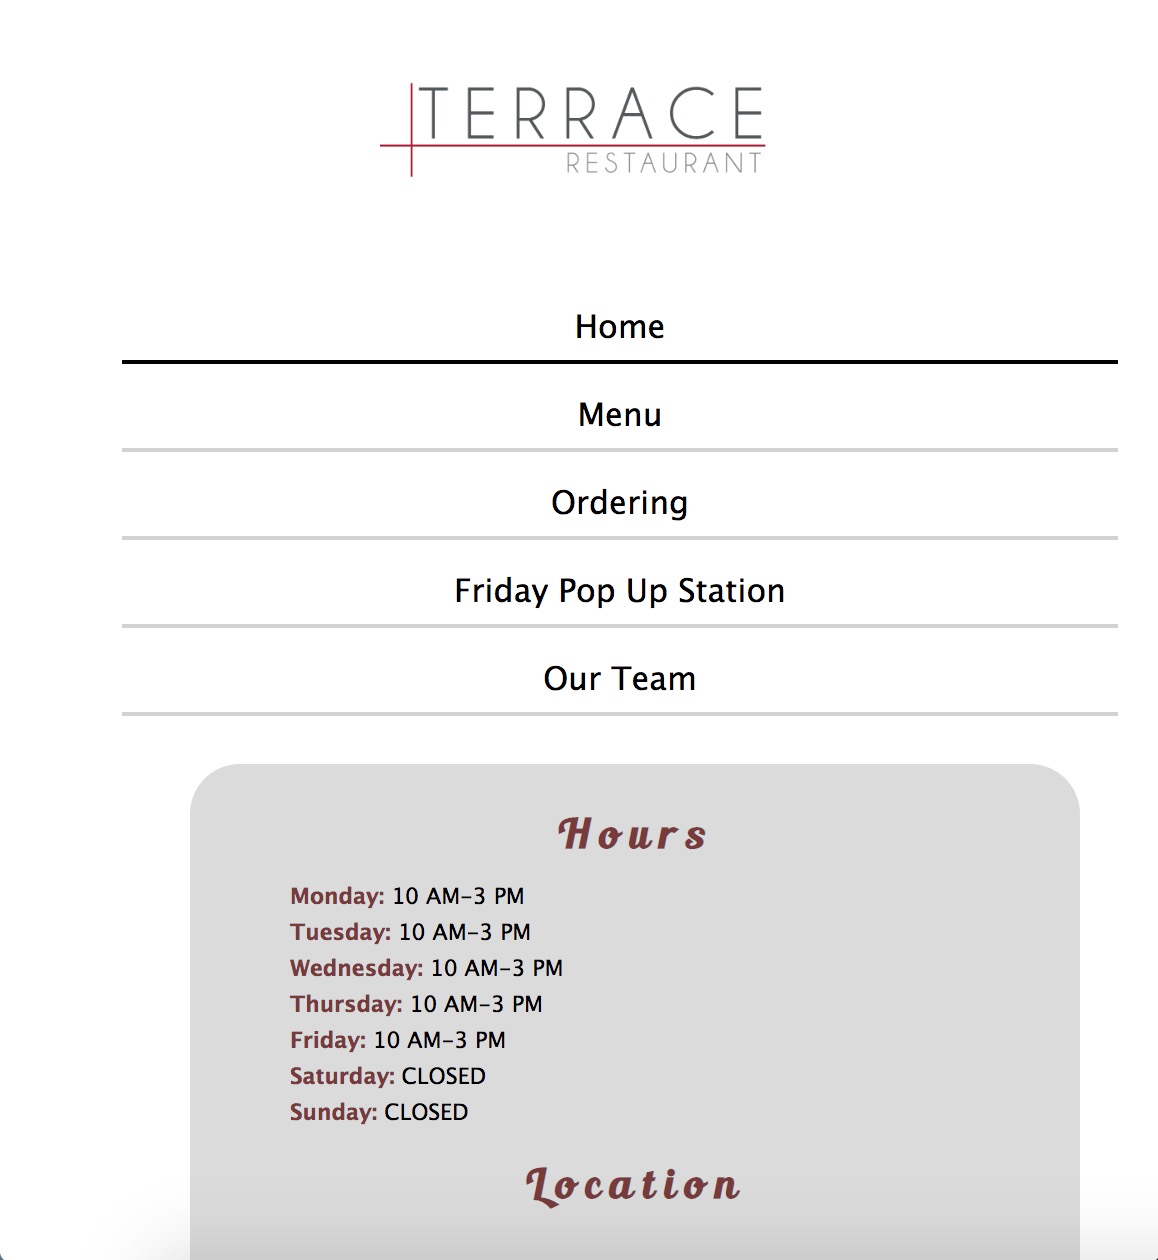 TERRACE
RESTAURANT
Home
Menu
Ordering
Friday Pop Up Station
Our Team
Hours
Monday: 10 AM–3 PM
Tuesday: 10 AM–3 PM
Wednesday: 10 AM–3 PM
Thursday: 10 AM–3 PM
Friday: 10 AM–3 PM
Saturday: CLOSED
Sunday: CLOSED
Location